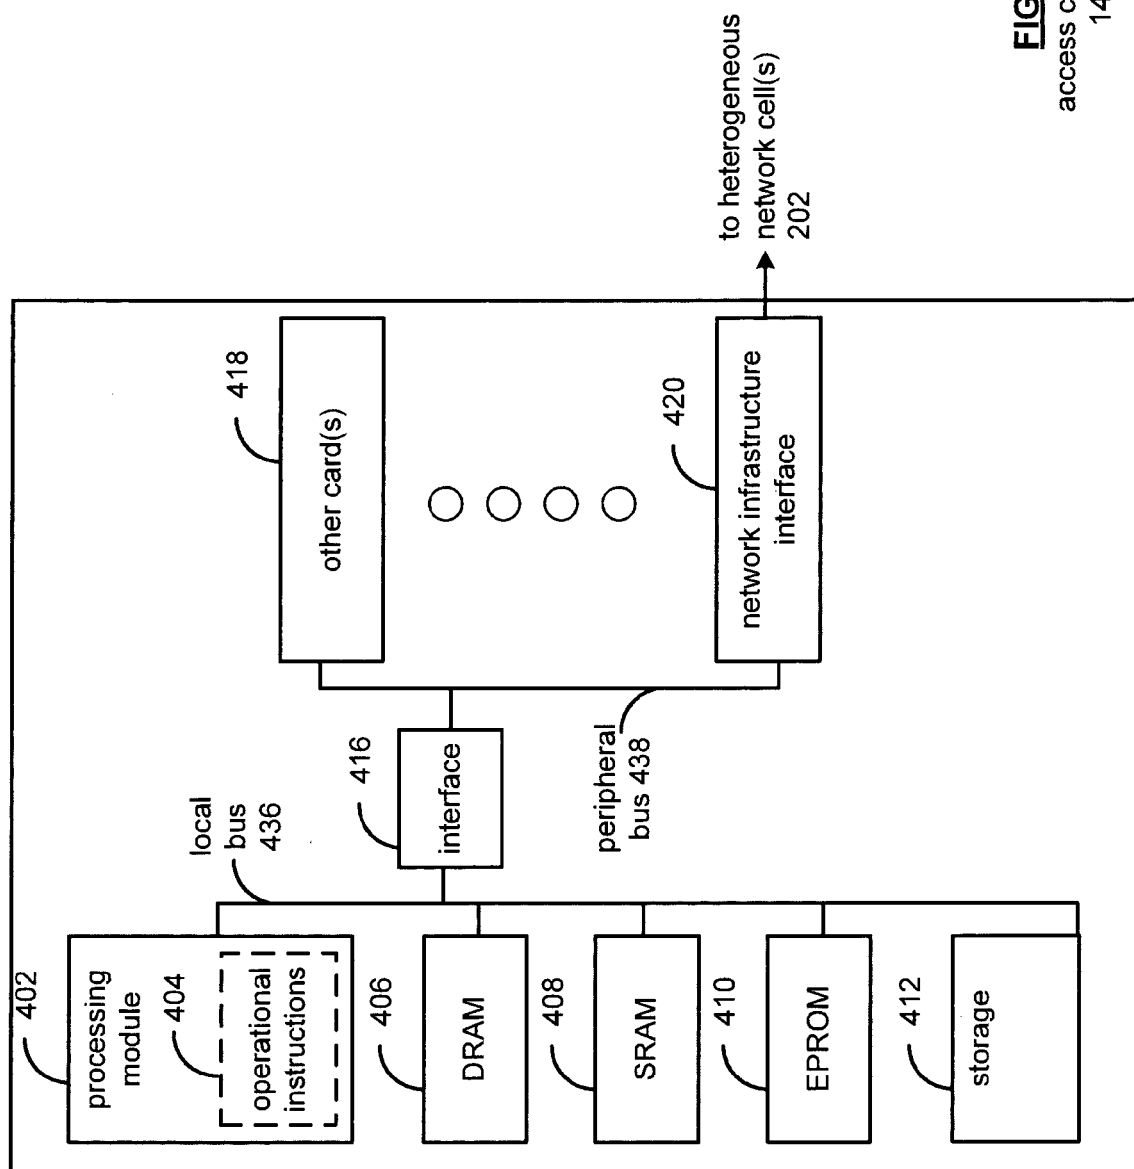 402
processing
module
404
operational
instructions
406
DRAM
408
SRAM
410
EPROM
412
storage
local
bus
436
416
interface
peripheral
bus 438
418
other card(s)
420
network infrastructure
interface
to heterogeneous
network cell(s)
202
FIG
access c
14